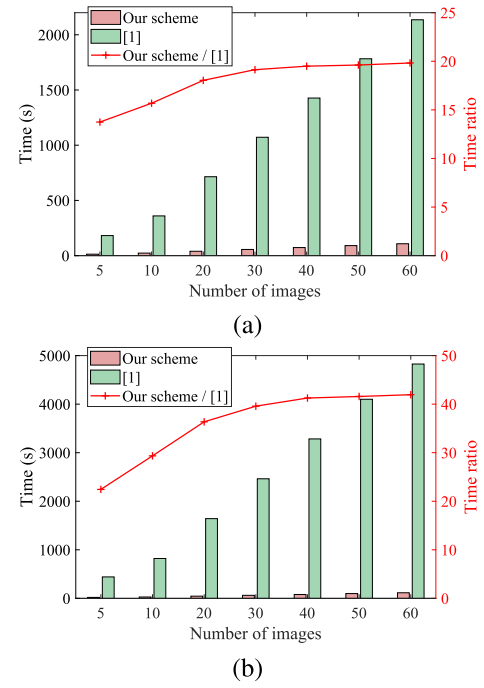 (a)
Our scheme
[1]
Our scheme / [1]
Time (s)
0
500
1000
1500
2000
Time ratio
0
5
10
15
20
25
5 10 20 30 40 50 60
Number of images
(a)
Our scheme
[1]
Our scheme / [1]
Time (s)
0
1000
2000
3000
4000
5000
Time ratio
0
10
20
30
40
50
5 10 20 30 40 50 60
Number of images
(b)